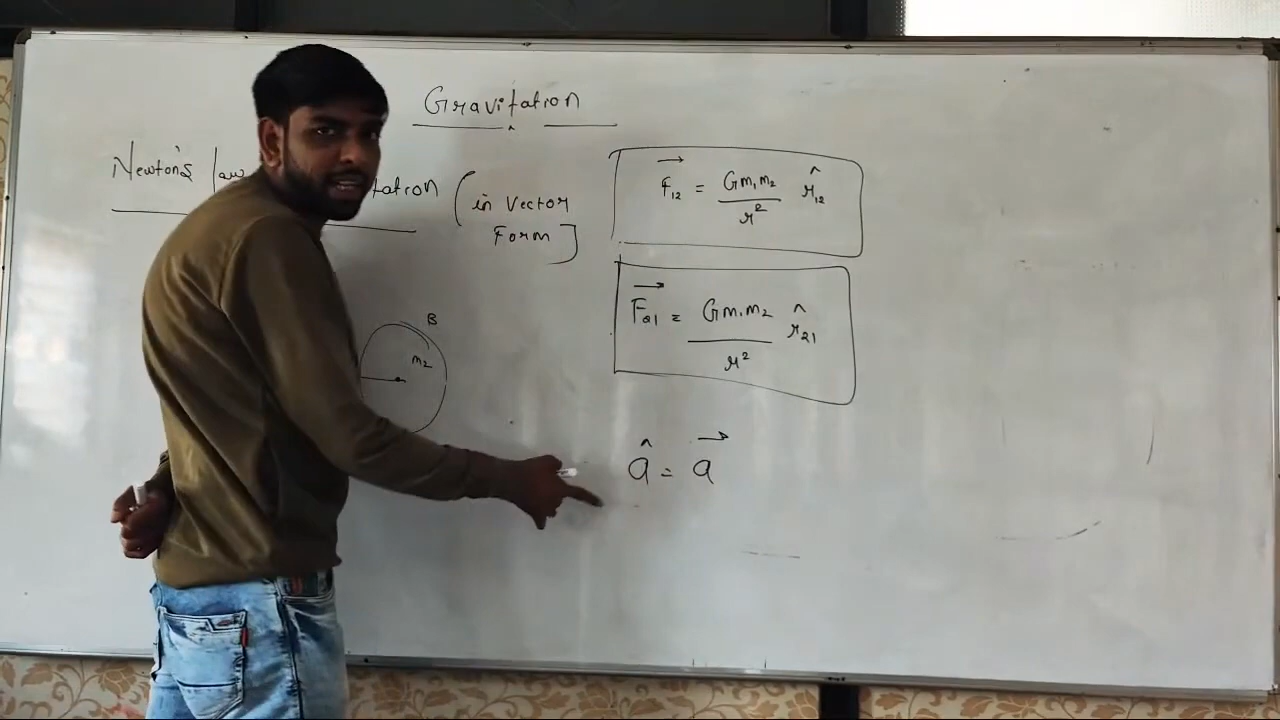 Gravitation
Newton's law tation (in Vector
Form]
F₁₂ = Gm₁m₂ / r² r̂₁₂
F₂₁ = Gm₁m₂ / r² r̂₂₁
B
m₂
â = a⃗